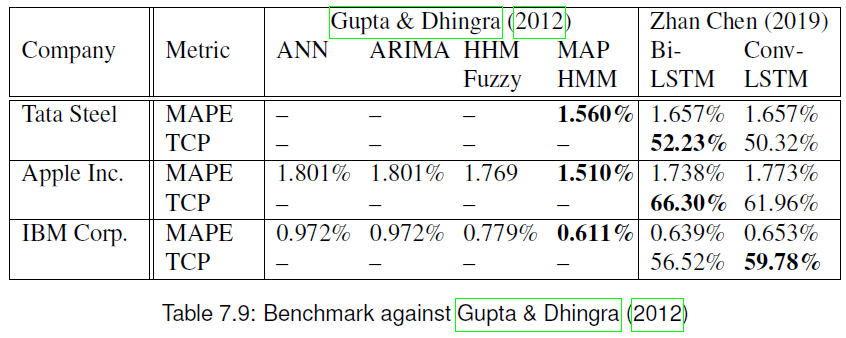 Gupta & Dhingra (2012) Zhan Chen (2019)
Company Metric ANN ARIMA HHM MAP Bi- Conv-
Fuzzy HMM LSTM LSTM
Tata Steel MAPE – – – 1.560% 1.657% 1.657%
TCP – – – – 52.23% 50.32%
Apple Inc. MAPE 1.801% 1.801% 1.769 1.510% 1.738% 1.773%
TCP – – – – 66.30% 61.96%
IBM Corp. MAPE 0.972% 0.972% 0.779% 0.611% 0.639% 0.653%
TCP – – – – 56.52% 59.78%
Table 7.9: Benchmark against Gupta & Dhingra (2012)